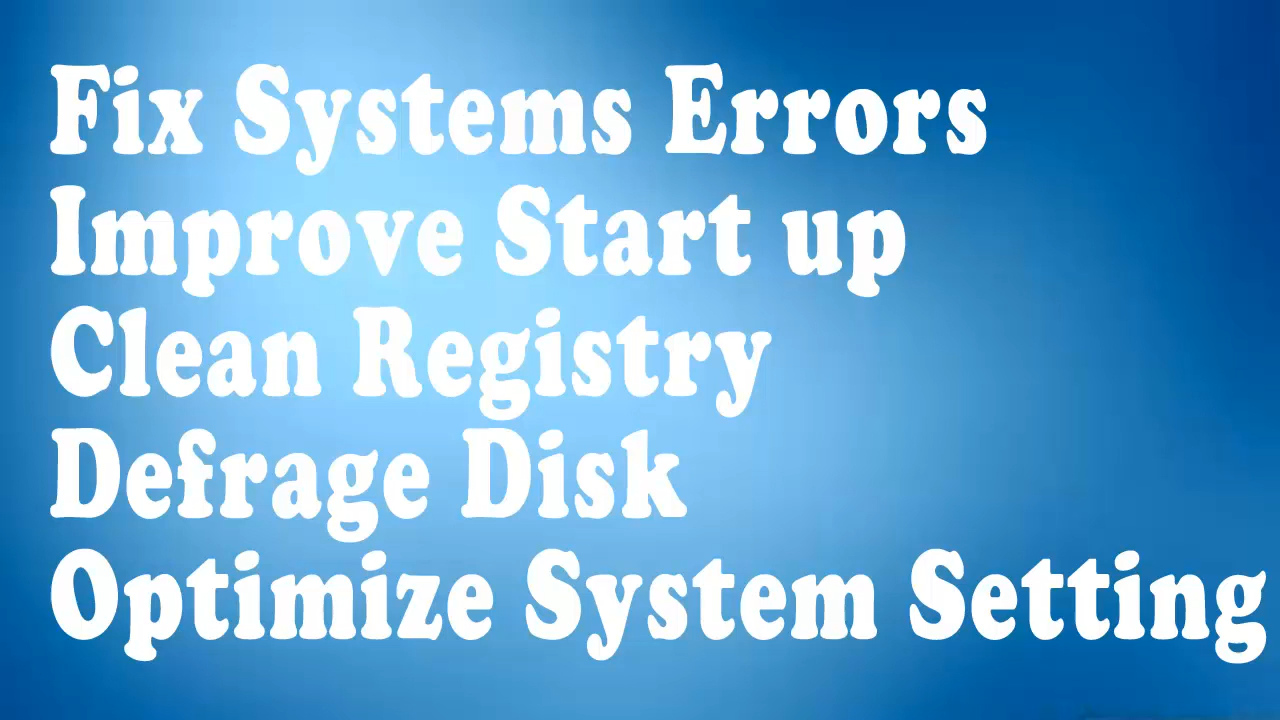 Fix Systems Errors
Improve Start up
Clean Registry
Defrage Disk
Optimize System Setting